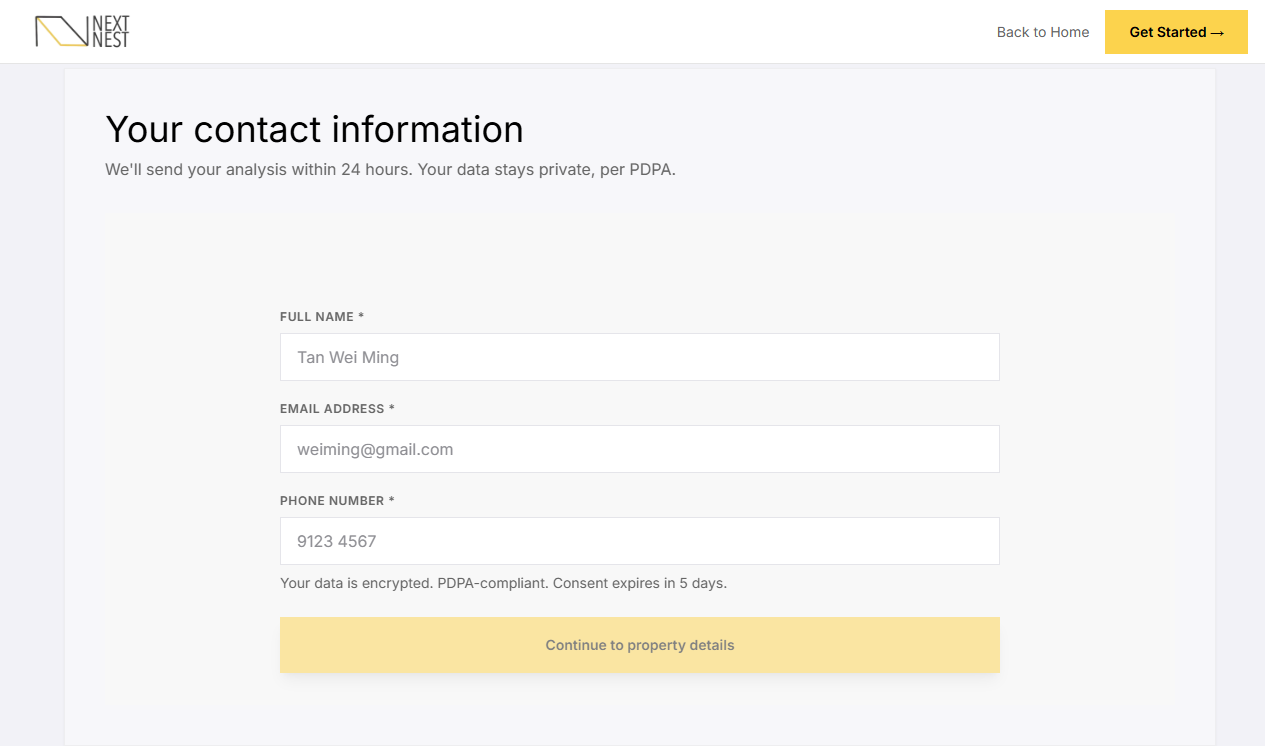 NEXT
NEST
Back to Home
Get Started →
Your contact information
We'll send your analysis within 24 hours. Your data stays private, per PDPA.
FULL NAME *
Tan Wei Ming
EMAIL ADDRESS *
weiming@gmail.com
PHONE NUMBER *
9123 4567
Your data is encrypted. PDPA-compliant. Consent expires in 5 days.
Continue to property details